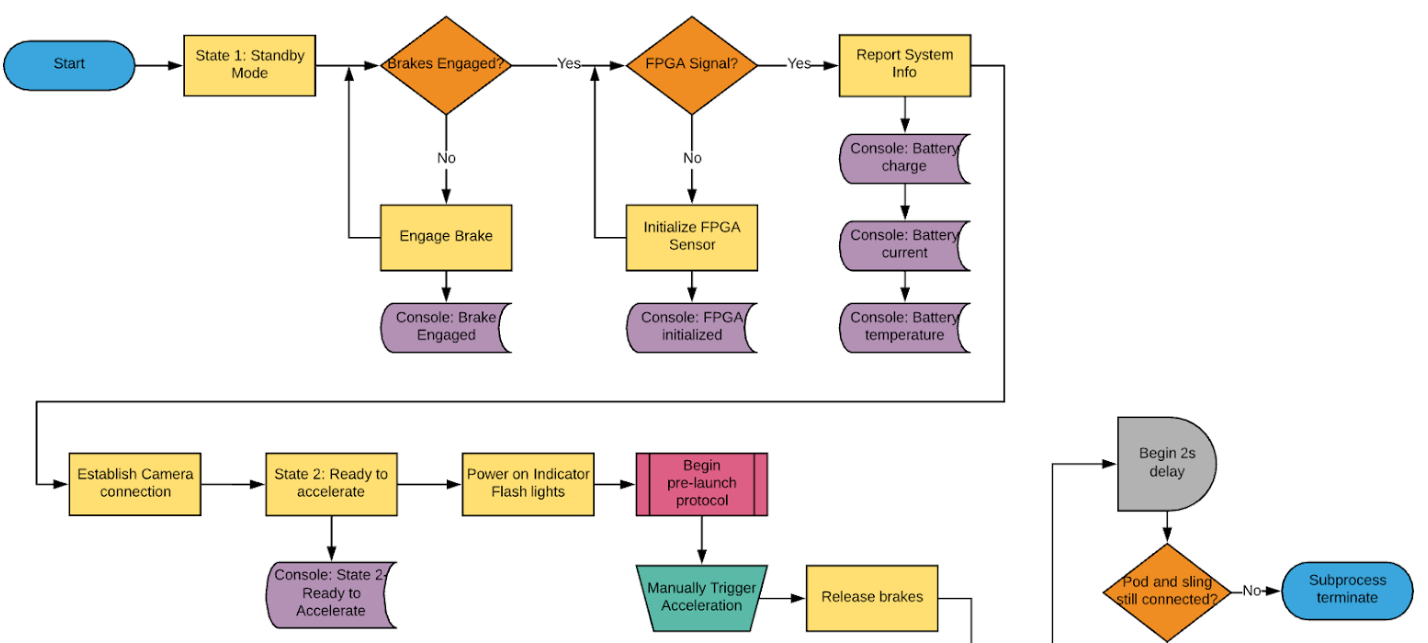 Start
State 1: Standby
Mode
Brakes Engaged?
Yes
FPGA Signal?
Yes
Report System
Info
No
No
Console: Battery
charge
Engage Brake
Initialize FPGA
Sensor
Console: Battery
current
Console: Brake
Engaged
Console: FPGA
initialized
Console: Battery
temperature
Establish Camera
connection
State 2: Ready to
accelerate
Power on Indicator
Flash lights
Begin
pre-launch
protocol
Begin 2s
delay
Console: State 2-
Ready to
Accelerate
Manually Trigger
Acceleration
Release brakes
Pod and sling
still connected?
No
Subprocess
terminate